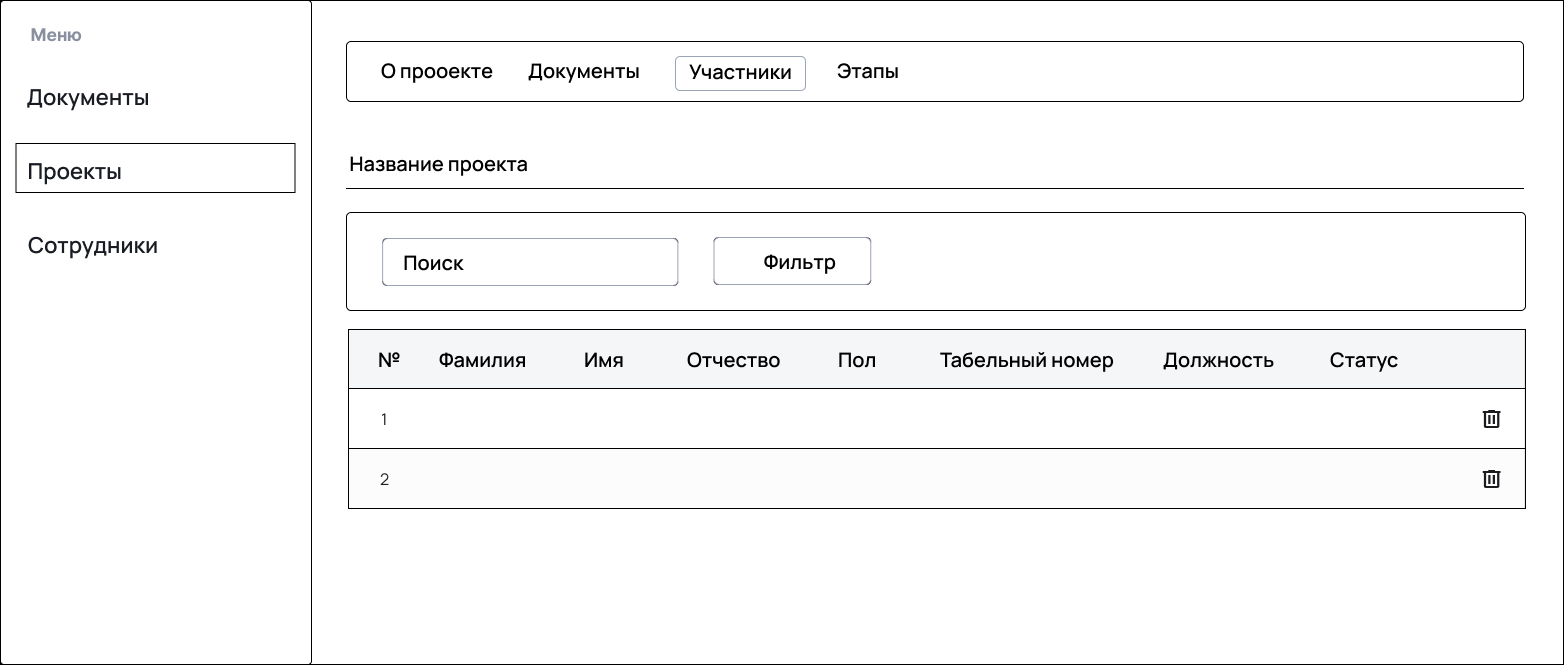 Меню
Документы
Проекты
Сотрудники
О прооекте Документы Участники Этапы
Название проекта
Поиск Фильтр
№ Фамилия Имя Отчество Пол Табельный номер Должность Статус
1
2